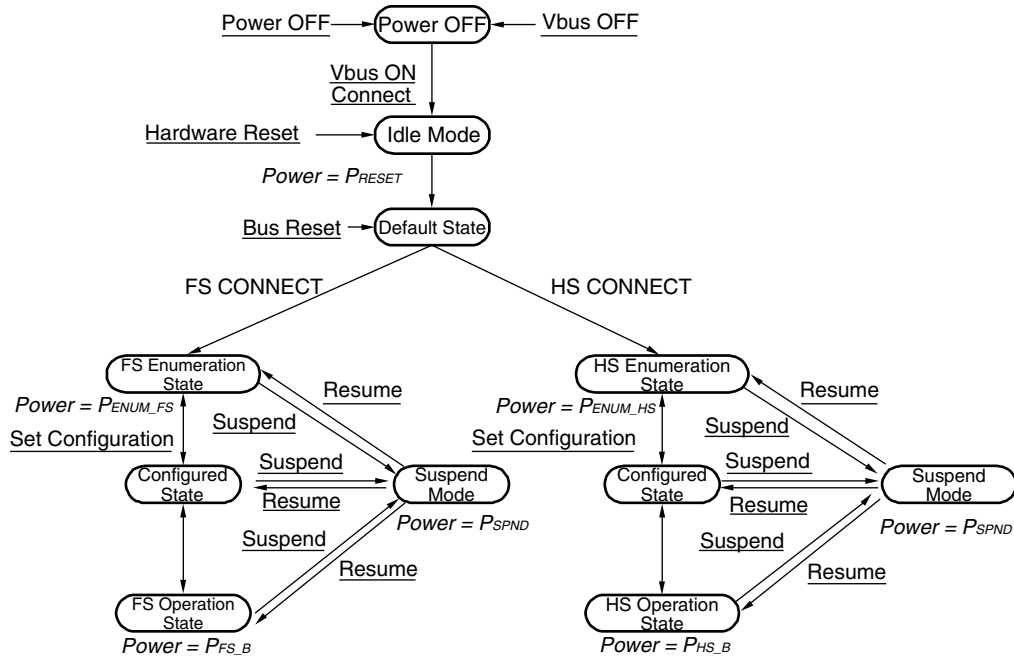 Power OFF
Power OFF
Vbus OFF
Vbus ON
Connect
Hardware Reset
Idle Mode
Power = PRESET
Bus Reset
Default State
FS CONNECT
HS CONNECT
FS Enumeration
State
Resume
Power = PENUM_FS
Suspend
Set Configuration
Suspend
Configured
State
Resume
Suspend
Mode
Power = PSPND
Suspend
Resume
FS Operation
State
Power = PFS_B
HS Enumeration
State
Resume
Power = PENUM_HS
Suspend
Set Configuration
Suspend
Configured
State
Resume
Suspend
Mode
Power = PSPND
Suspend
Resume
HS Operation
State
Power = PHS_B